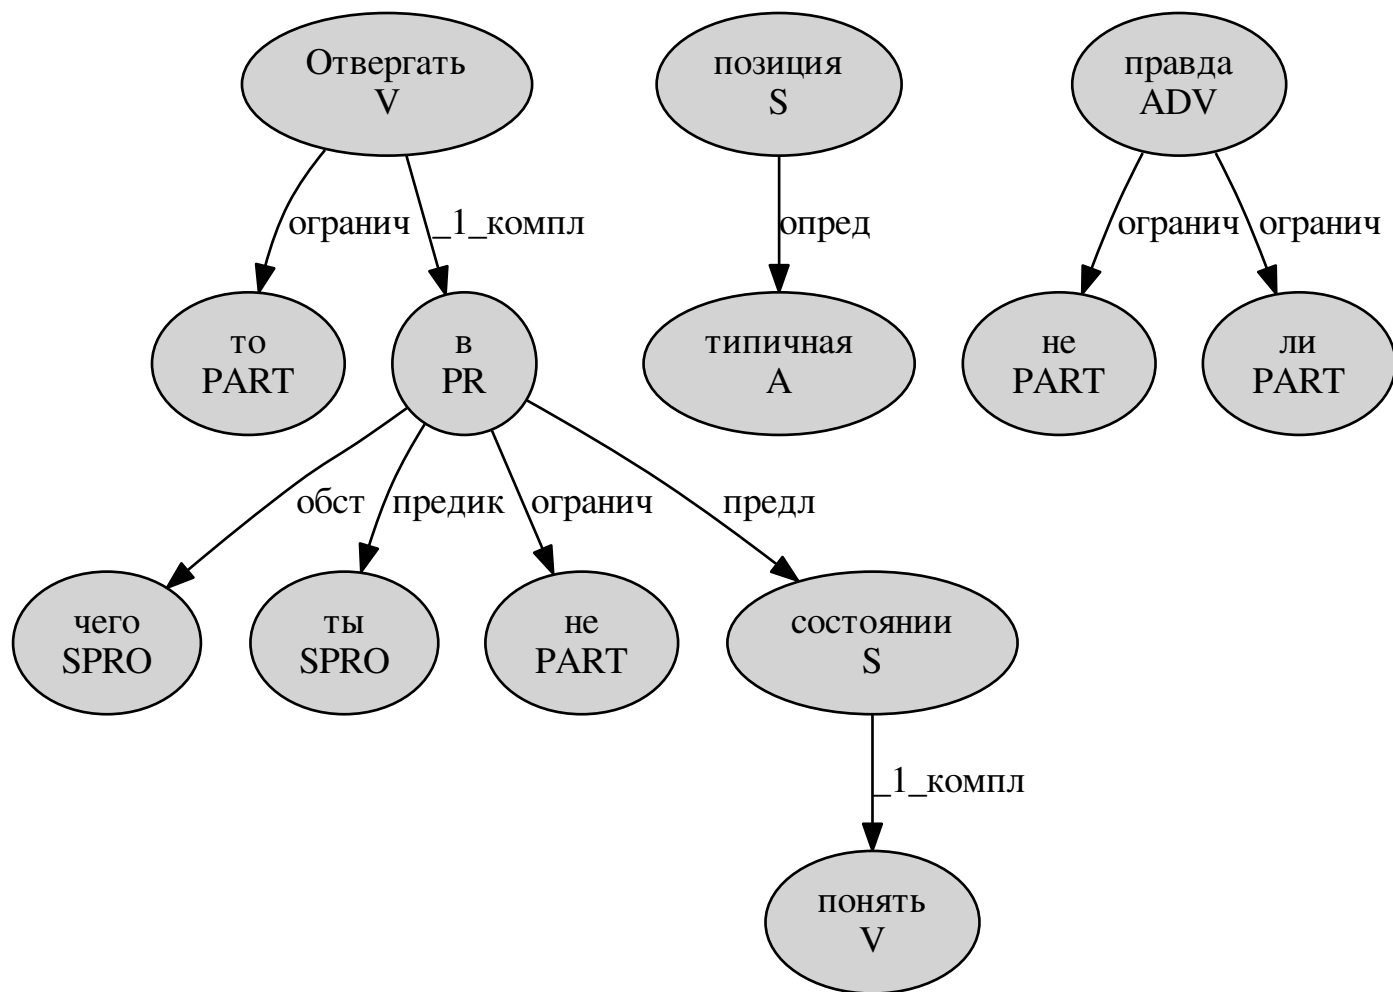 Отвергать
V
позиция
S
правда
ADV
огранич
_1_компл
опред
огранич
огранич
то
PART
в
PR
типичная
A
не
PART
ли
PART
обст
предик
огранич
предл
чего
SPRO
ты
SPRO
не
PART
состоянии
S
_1_компл
понять
V